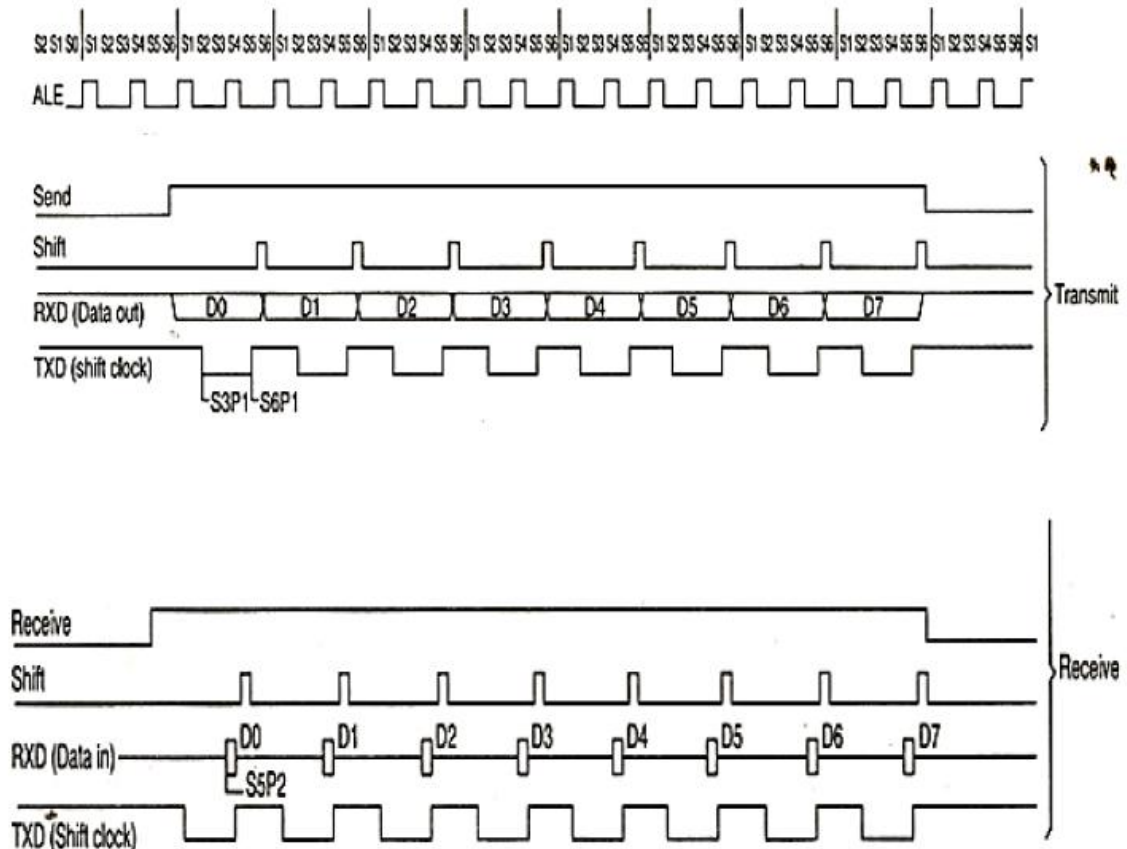 S2 S1 S6 S1 S2 S3 S4 S5 S6 S1 S2 S3 S4 S5 S6 S1 S2 S3 S4 S5 S6 S1 S2 S3 S4 S5 S6 S1 S2 S3 S4 S5 S6 S1 S2 S3 S4 S5 S6 S1 S2 S3 S4 S5 S6 S1 S2 S3 S4 S5 S6 S1 S2 S3 S4 S5 S6 S1 S2 S3 S4 S5 S6 S1
ALE
Send
Shift
RXD (Data out) D0 D1 D2 D3 D4 D5 D6 D7
TXD (shift clock)
S3P1 S6P1
Transmit
Receive
Shift
RXD (Data in) D0 D1 D2 D3 D4 D5 D6 D7
S5P2
TXD (Shift clock)
Receive